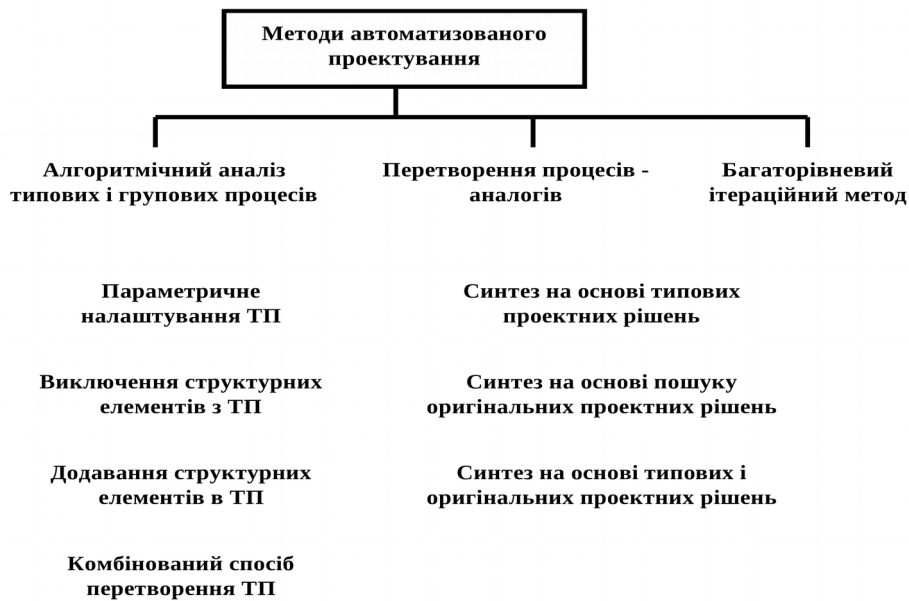 Методи автоматизованого
проектування
Алгоритмічний аналіз
типових і групових процесів
Перетворення процесів -
аналогів
Багаторівневий
ітераційний метод
Параметричне
налаштування ТП
Синтез на основі типових
проектних рішень
Виключення структурних
елементів з ТП
Синтез на основі пошуку
оригінальних проектних рішень
Додавання структурних
елементів в ТП
Синтез на основі типових і
оригінальних проектних рішень
Комбінований спосіб
перетворення ТП